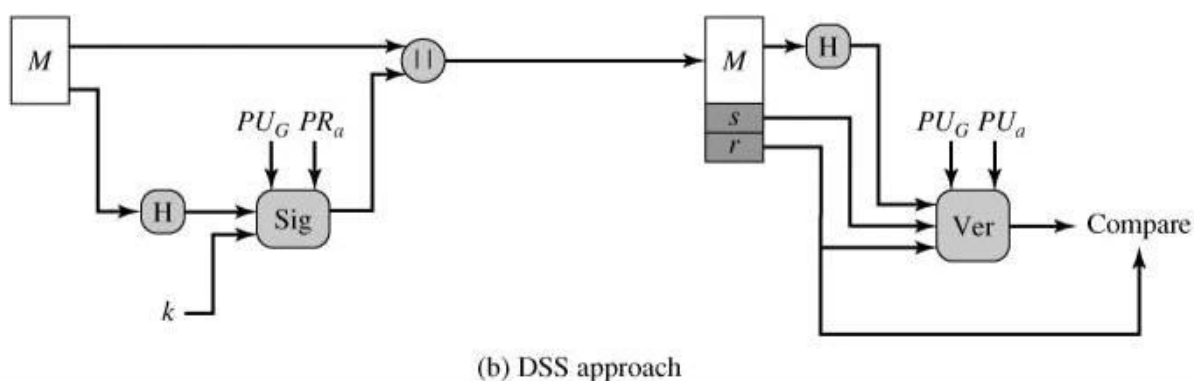 M
| |
M
H
s
r
PU_G PR_a
PU_G PU_a
H
Sig
Ver
Compare
k
(b) DSS approach